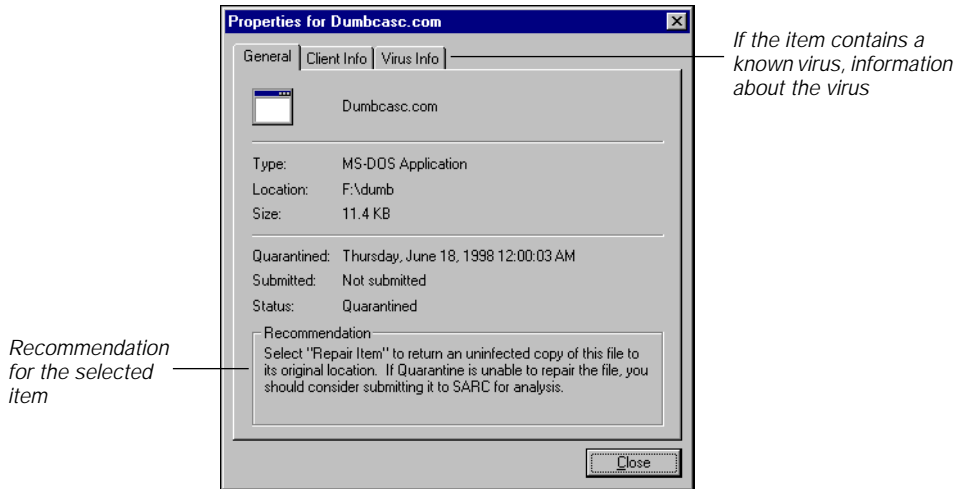 Properties for Dumbcasc.com
General
Client Info
Virus Info
If the item contains a
known virus, information
about the virus
Dumbcasc.com
Type: MS-DOS Application
Location: F:\dumb
Size: 11.4 KB
Quarantined: Thursday, June 18, 1998 12:00:03 AM
Submitted: Not submitted
Status: Quarantined
Recommendation
for the selected
item
Recommendation
Select "Repair Item" to return an uninfected copy of this file to
its original location. If Quarantine is unable to repair the file, you
should consider submitting it to SARC for analysis.
Close